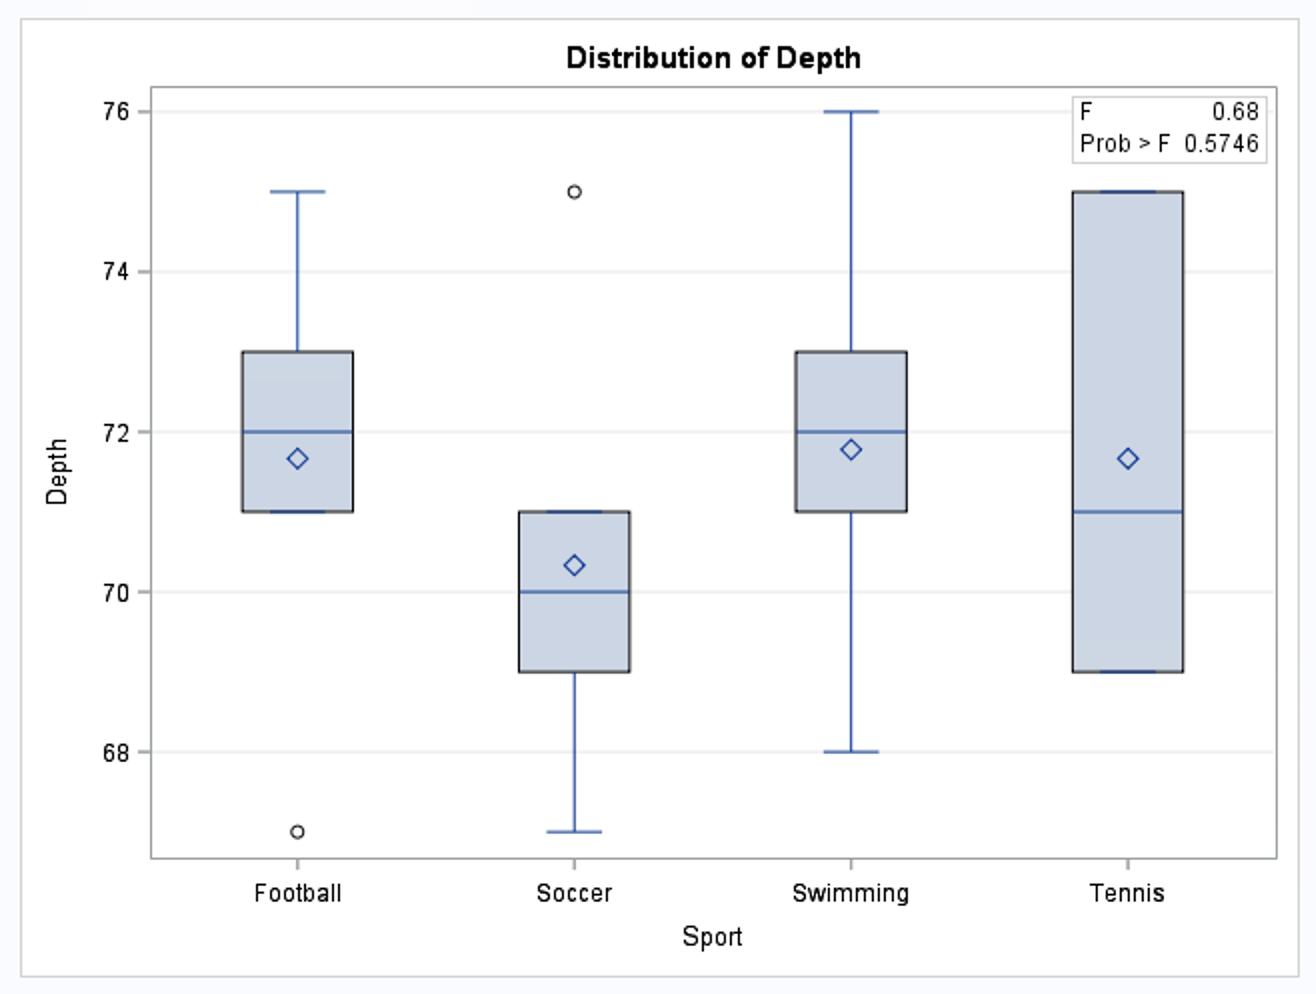 Distribution of Depth
F 0.68
Prob > F 0.5746
76
74
72
70
68
Depth
Football Soccer Swimming Tennis
Sport